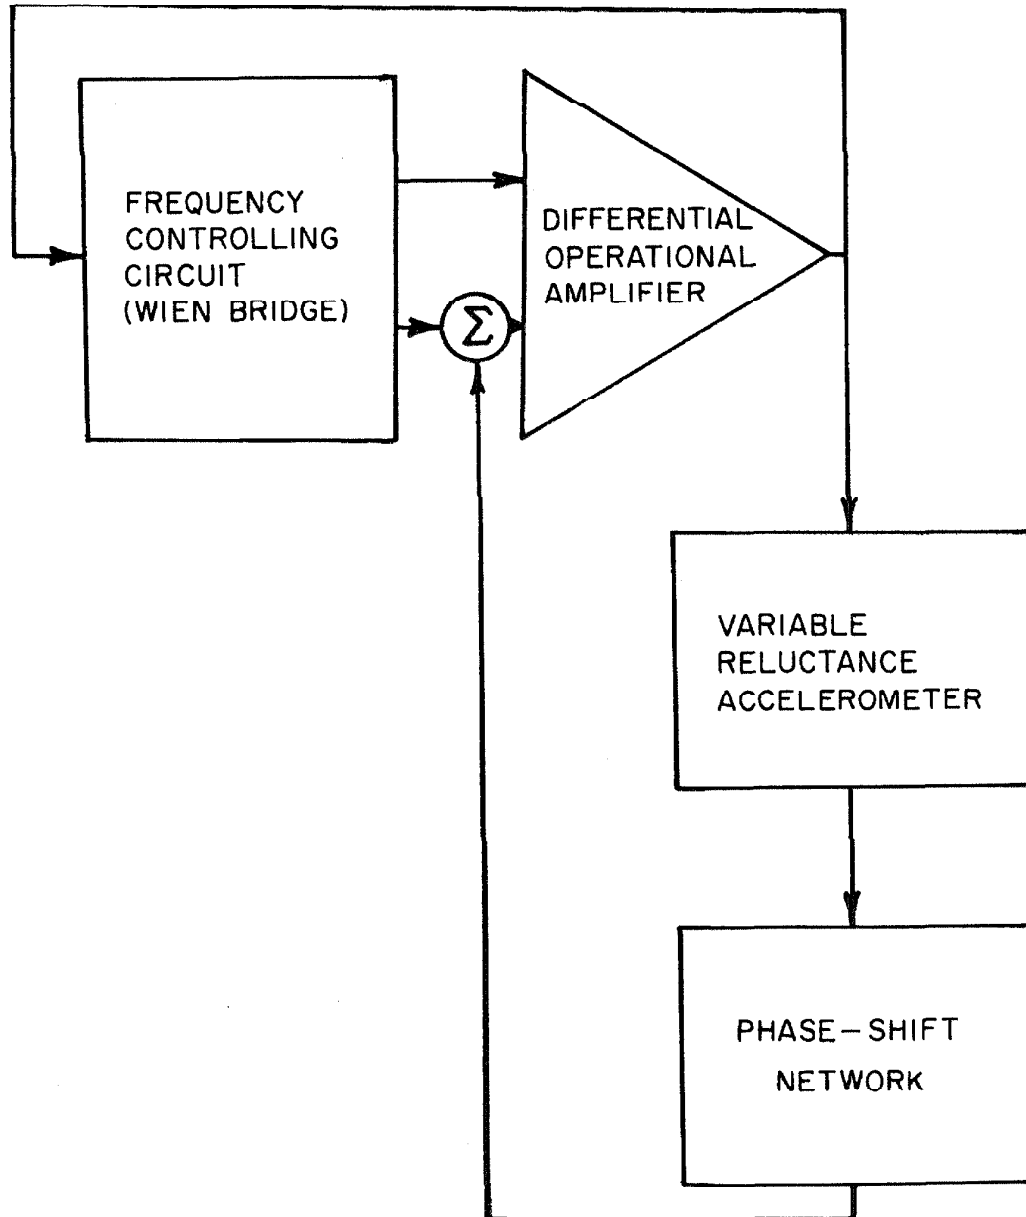 FREQUENCY
CONTROLLING
CIRCUIT
(WIEN BRIDGE)
Σ
DIFFERENTIAL
OPERATIONAL
AMPLIFIER
VARIABLE
RELUCTANCE
ACCELEROMETER
PHASE-SHIFT
NETWORK